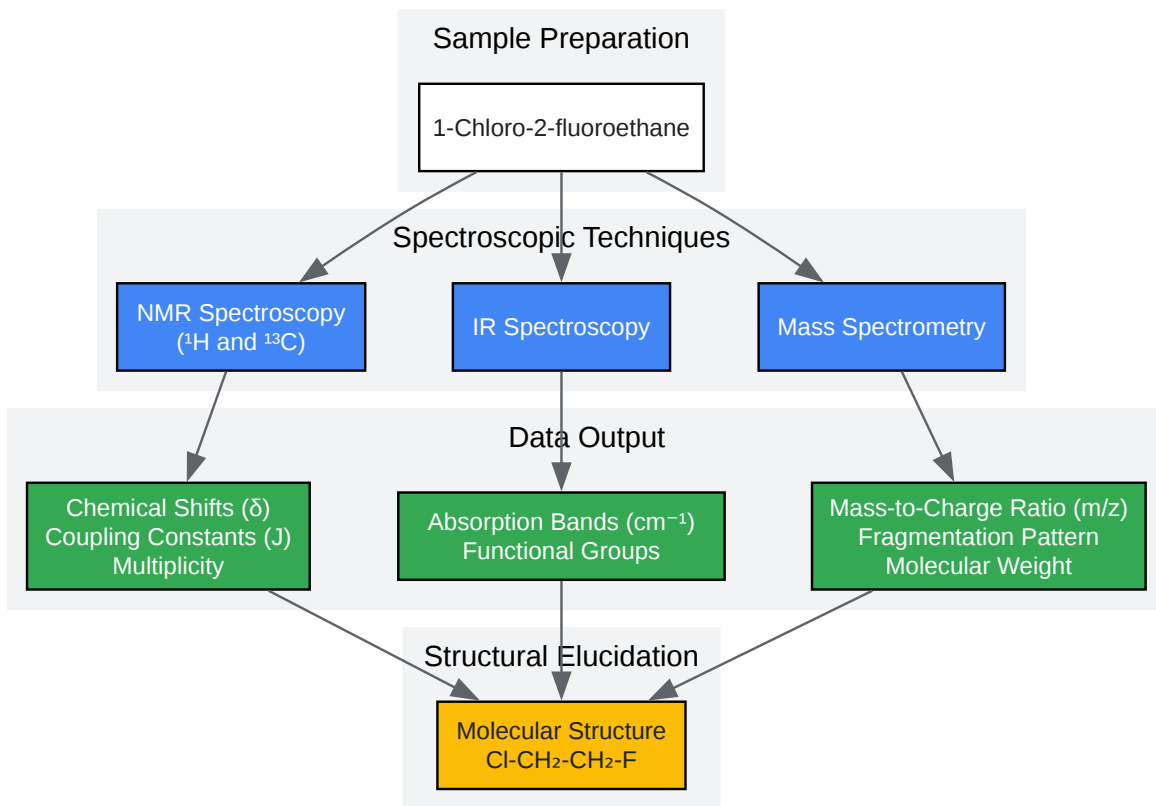 Sample Preparation
1-Chloro-2-fluoroethane
Spectroscopic Techniques
NMR Spectroscopy
(¹H and ¹³C)
IR Spectroscopy
Mass Spectrometry
Data Output
Chemical Shifts (δ)
Coupling Constants (J)
Multiplicity
Absorption Bands (cm⁻¹)
Functional Groups
Mass-to-Charge Ratio (m/z)
Fragmentation Pattern
Molecular Weight
Structural Elucidation
Molecular Structure
Cl-CH₂-CH₂-F